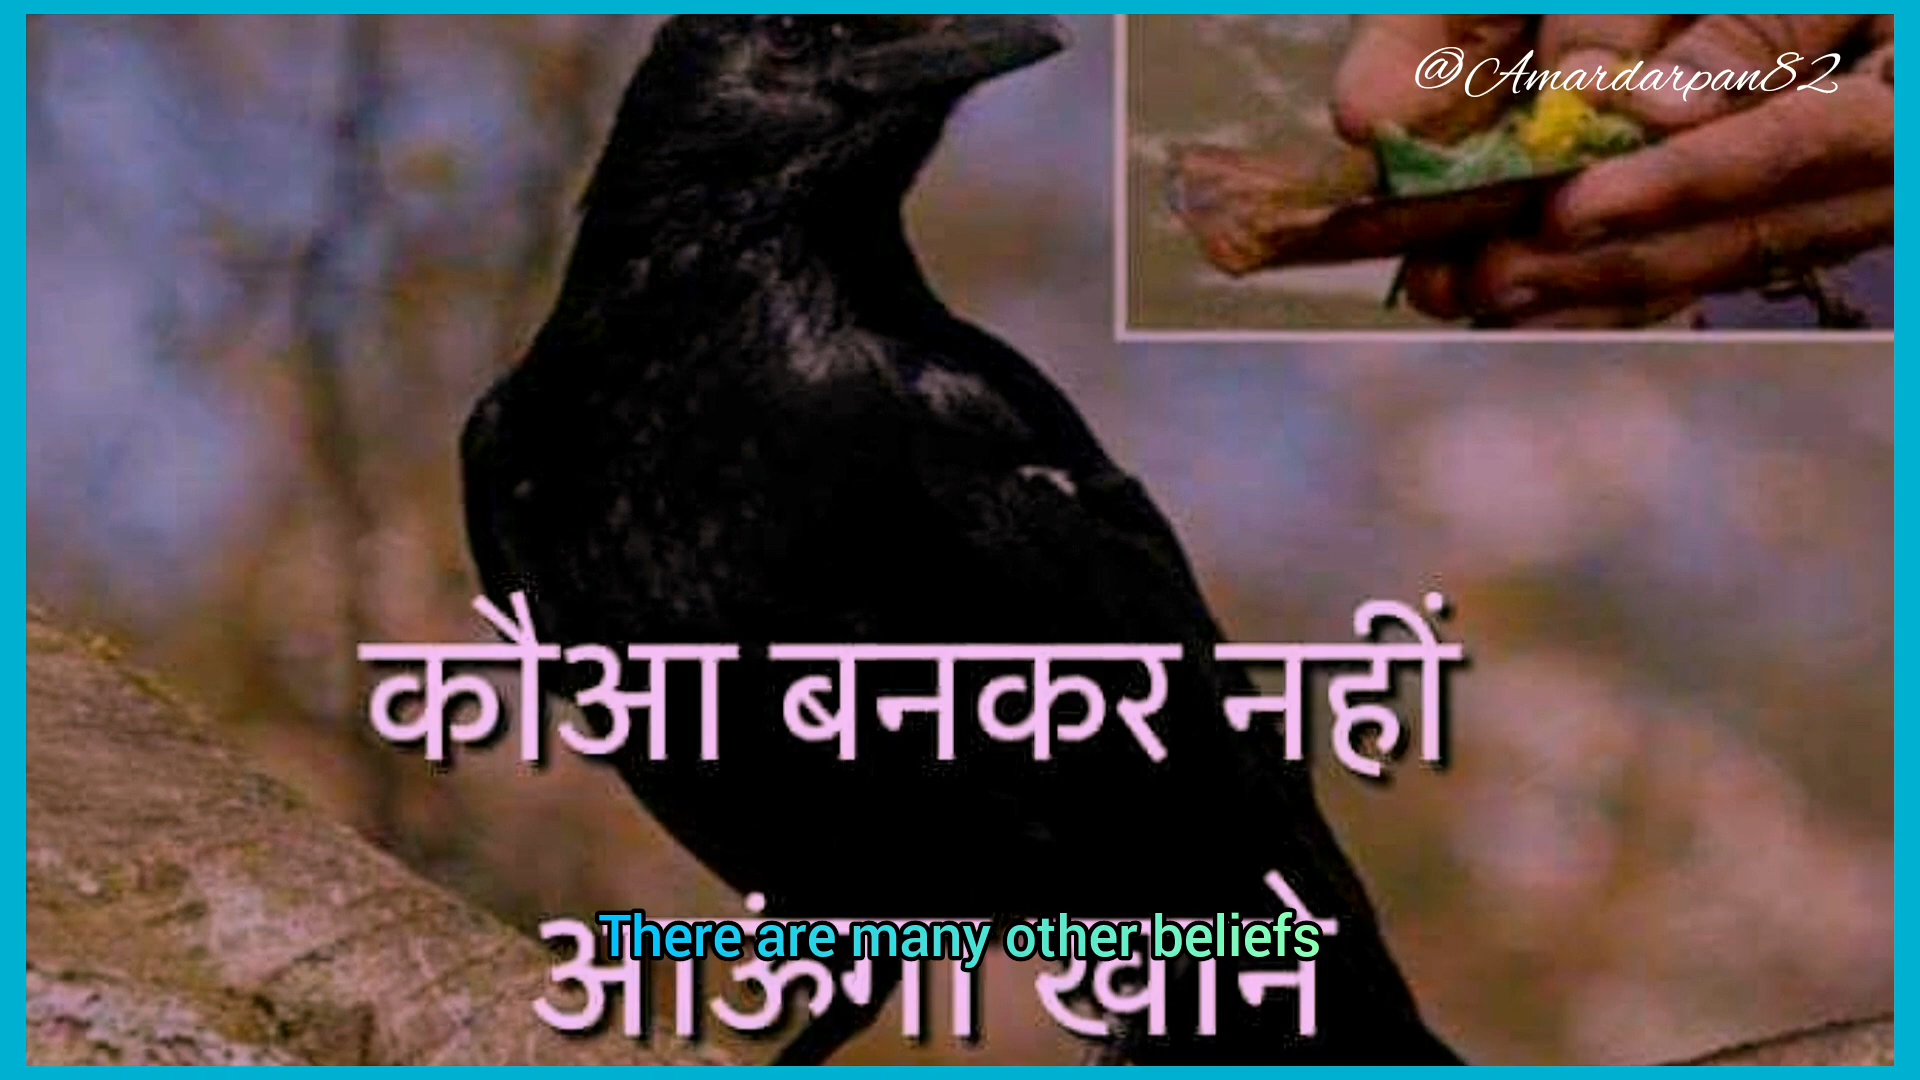 @Amardarpan82
कौआ बनकर नहीं
आऊंगा खाने
There are many other beliefs